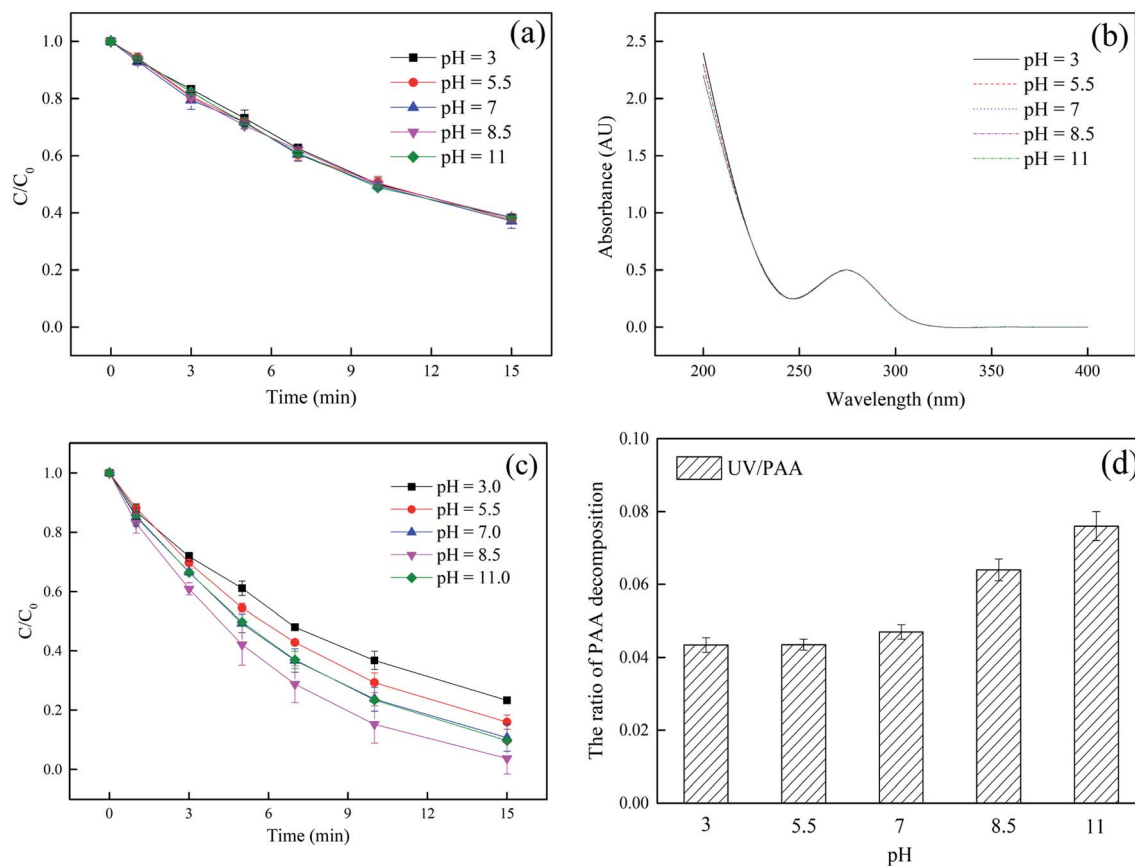 (a)
pH = 3
pH = 5.5
pH = 7
pH = 8.5
pH = 11
C/C0
1.0
0.8
0.6
0.4
0.2
0.0
0 3 6 9 12 15
Time (min)
(b)
pH = 3
pH = 5.5
pH = 7
pH = 8.5
pH = 11
Absorbance (AU)
2.5
2.0
1.5
1.0
0.5
0.0
200 250 300 350 400
Wavelength (nm)
(c)
pH = 3.0
pH = 5.5
pH = 7.0
pH = 8.5
pH = 11.0
C/C0
1.0
0.8
0.6
0.4
0.2
0.0
0 3 6 9 12 15
Time (min)
(d)
UV/PAA
The ratio of PAA decomposition
0.10
0.08
0.06
0.04
0.02
0.00
3 5.5 7 8.5 11
pH